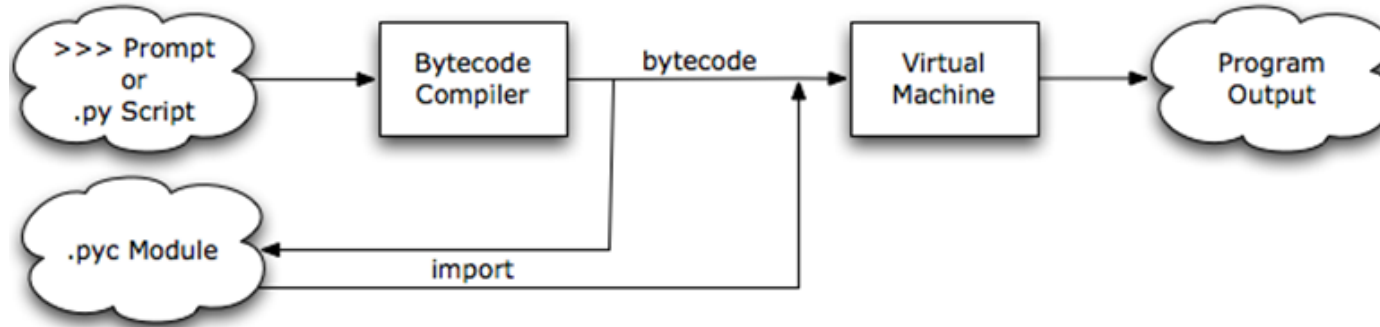 >>> Prompt
or
.py Script
Bytecode
Compiler
bytecode
Virtual
Machine
Program
Output
.pyc Module
import